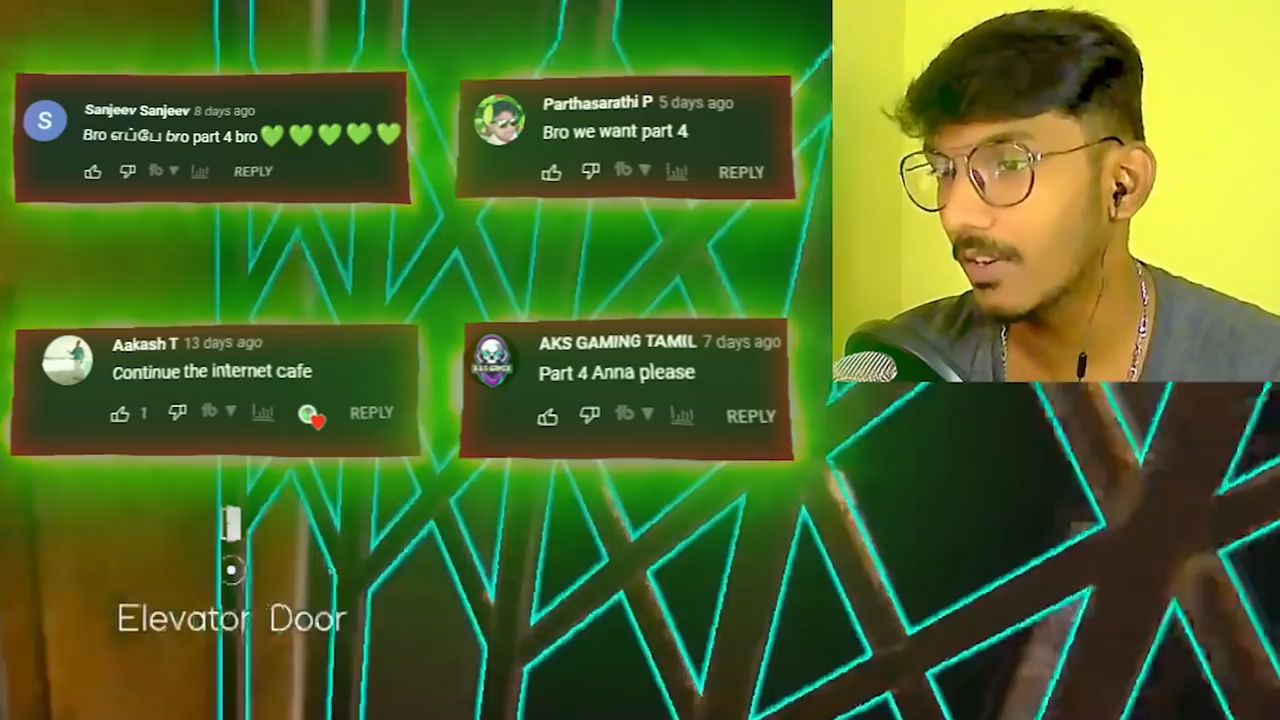 S
Sanjeev Sanjeev 8 days ago
Bro எப்போ bro part 4 bro💚💚💚💚💚
REPLY
Parthasarathi P 5 days ago
Bro we want part 4
REPLY
Aakash T 13 days ago
Continue the internet cafe
1
REPLY
AKS GAMING TAMIL 7 days ago
Part 4 Anna please
REPLY
Elevator Door